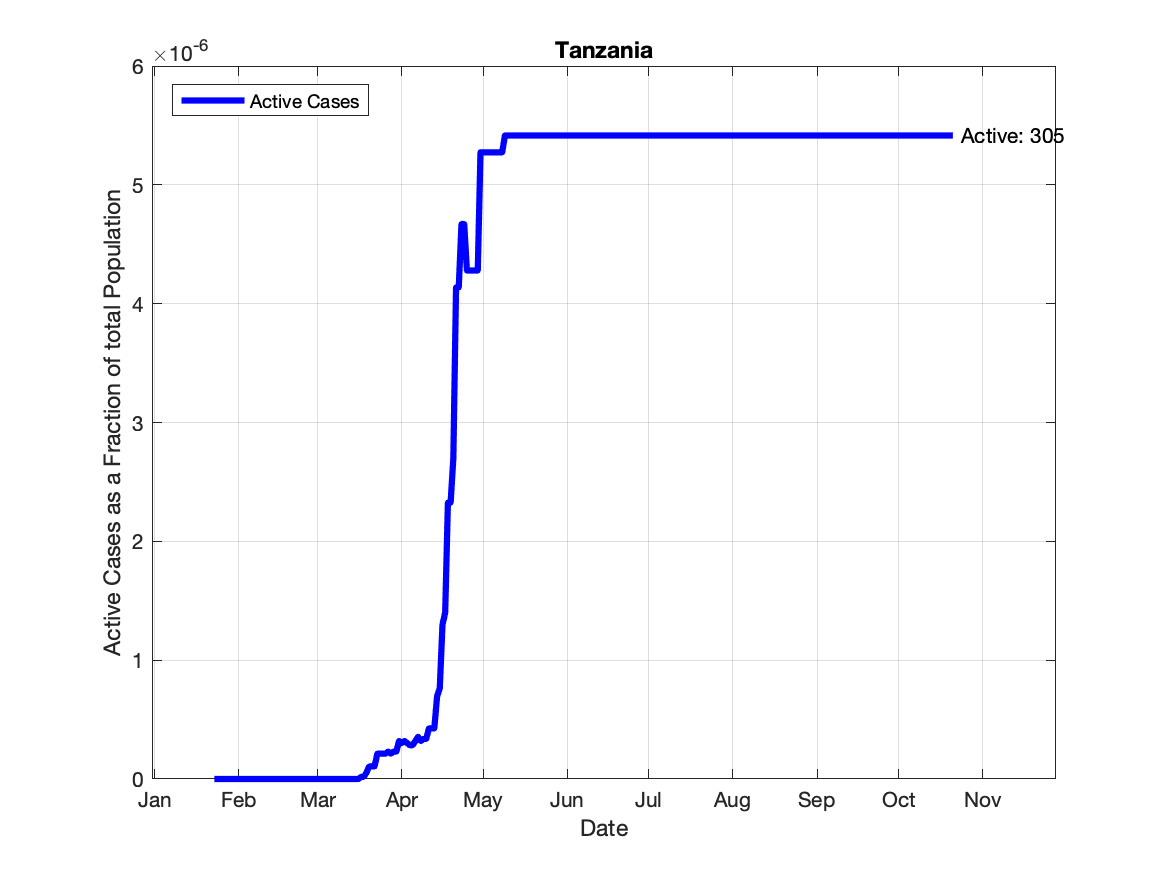 Tanzania
×10-6
Active Cases
Active: 305
6
5
4
3
2
1
0
Active Cases as a Fraction of total Population
Jan Feb Mar Apr May Jun Jul Aug Sep Oct Nov
Date